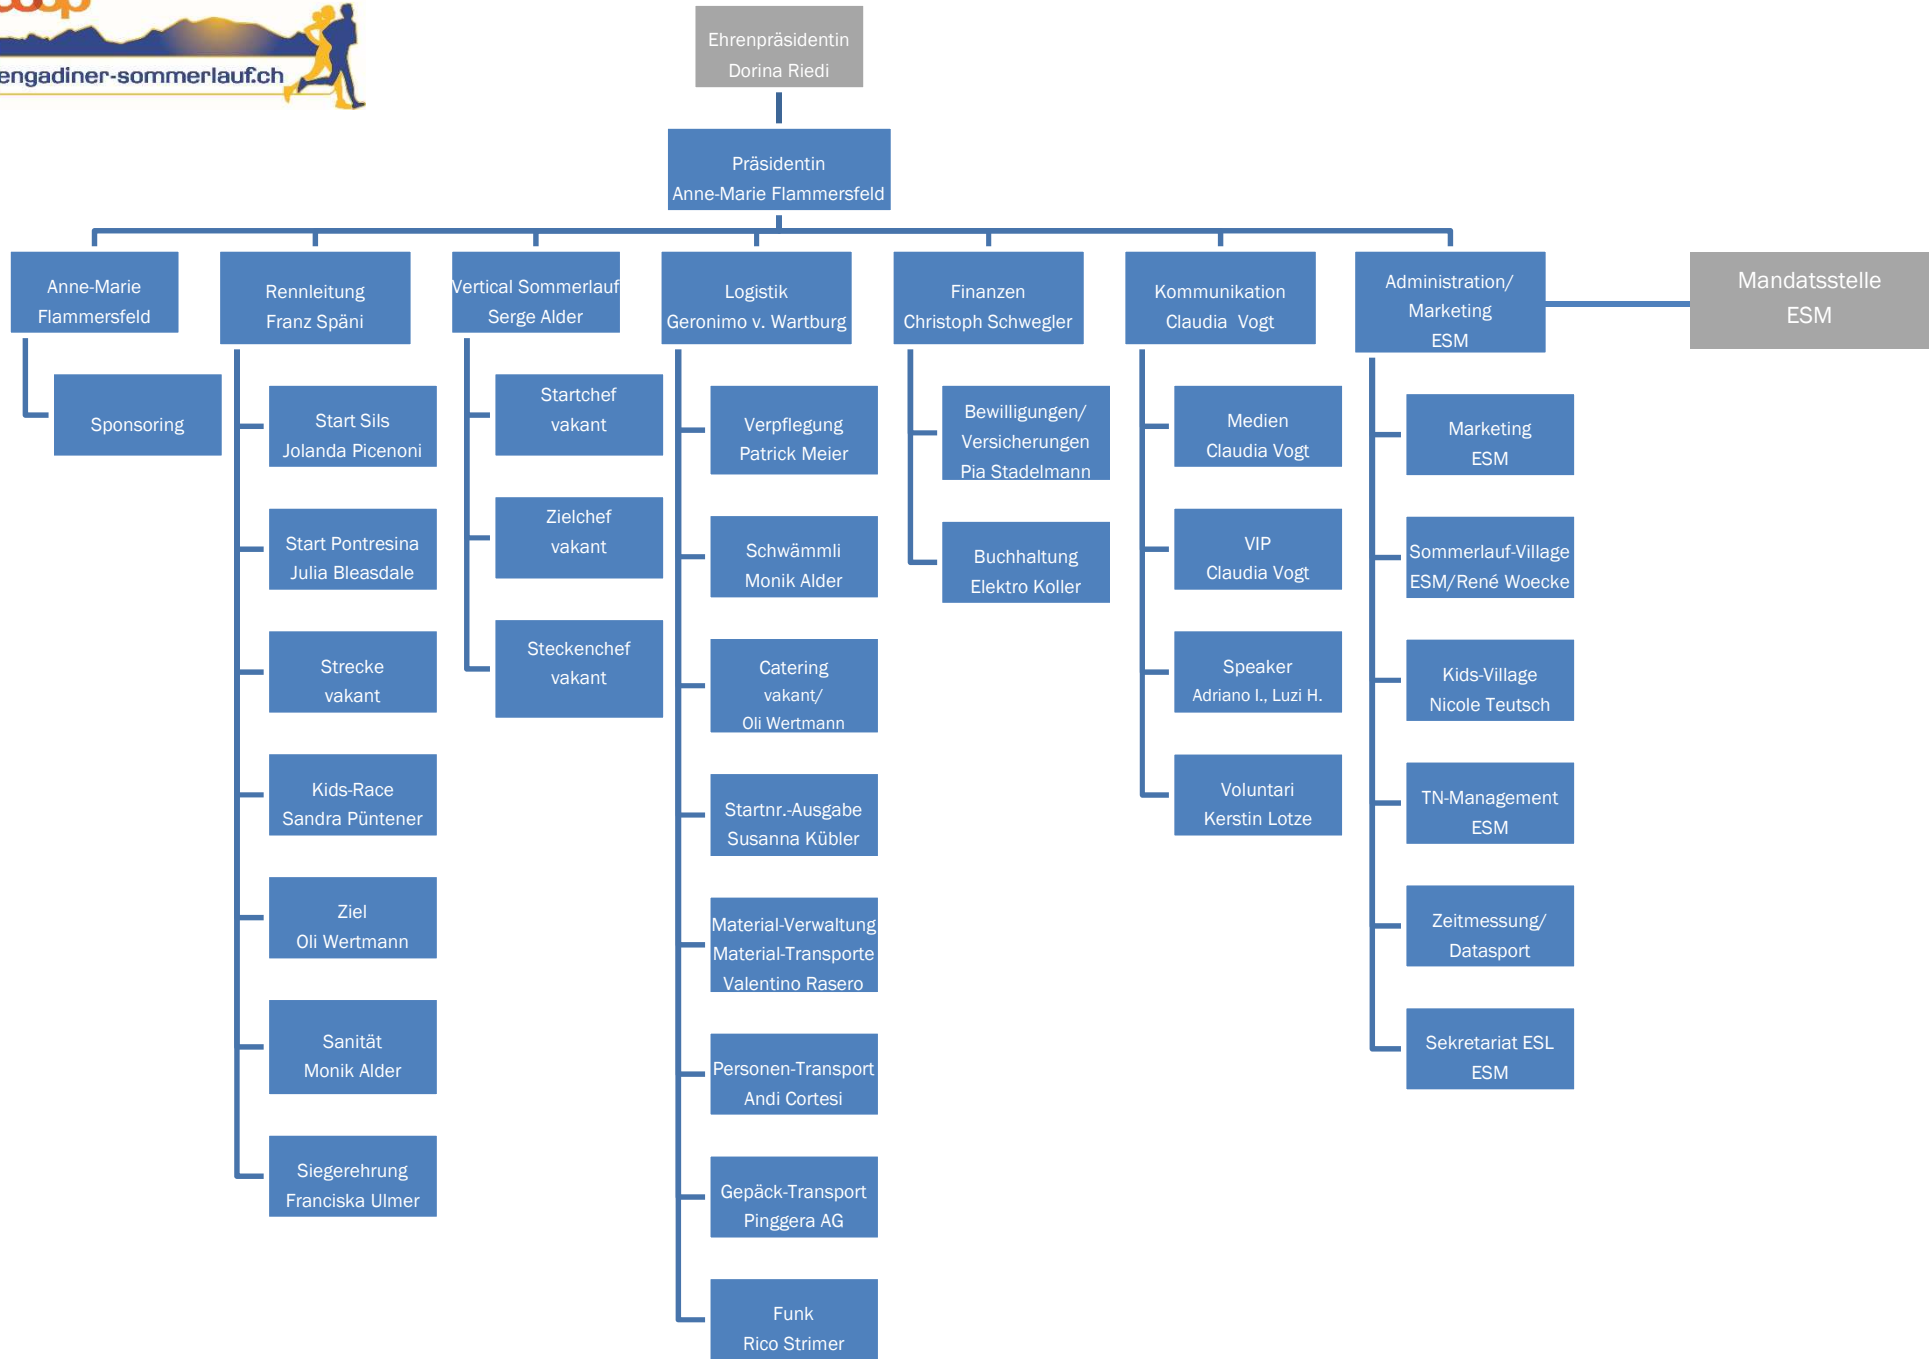 coop
engadiner-sommerlauf.ch
Ehrenpräsidentin
Dorina Riedi
Präsidentin
Anne-Marie Flammersfeld
Anne-Marie
Flammersfeld
Sponsoring
Rennleitung
Franz Späni
Start Sils
Jolanda Picenoni
Start Pontresina
Julia Bleasdale
Strecke
vakant
Kids-Race
Sandra Püntener
Ziel
Oli Wertmann
Sanität
Monik Alder
Siegerehrung
Franciska Ulmer
Vertical Sommerlauf
Serge Alder
Startchef
vakant
Zielchef
vakant
Steckenchef
vakant
Logistik
Geronimo v. Wartburg
Verpflegung
Patrick Meier
Schwämmli
Monik Alder
Catering
vakant/
Oli Wertmann
Startnr.-Ausgabe
Susanna Kübler
Material-Verwaltung
Material-Transporte
Valentino Rasero
Personen-Transport
Andi Cortesi
Gepäck-Transport
Pinggera AG
Funk
Rico Strimer
Finanzen
Christoph Schwegler
Bewilligungen/
Versicherungen
Pia Stadelmann
Buchhaltung
Elektro Koller
Kommunikation
Claudia  Vogt
Medien
Claudia Vogt
VIP
Claudia Vogt
Speaker
Adriano I., Luzi H.
Voluntari
Kerstin Lotze
Administration/
Marketing
ESM
Marketing
ESM
Sommerlauf-Village
ESM/René Woecke
Kids-Village
Nicole Teutsch
TN-Management
ESM
Zeitmessung/
Datasport
Sekretariat ESL
ESM
Mandatsstelle
ESM